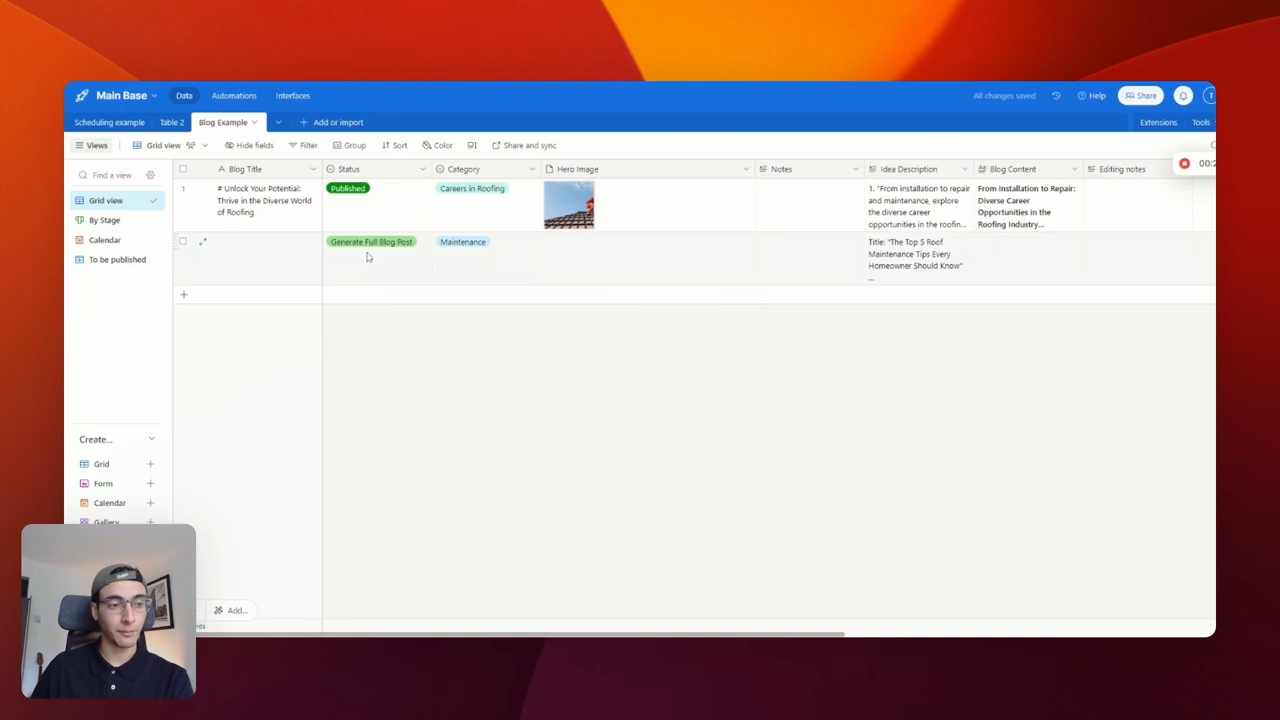 Main Base
Data
Automations
Interfaces
All changes saved
Help
Share
Scheduling example
Table 2
Blog Example
Add or import
Extensions
Tools
Views
Grid view
Hide fields
Filter
Group
Sort
Color
Share and sync
Find a view
Grid view
By Stage
Calendar
To be published
Create...
Grid
Form
Calendar
Gallery
Blog Title
Status
Category
Hero Image
Notes
Idea Description
Blog Content
Editing notes
1
# Unlock Your Potential:
Thrive in the Diverse World
of Roofing
Published
Careers in Roofing
1. "From installation to repair
and maintenance, explore
the diverse career
opportunities in the roofin...
From Installation to Repair:
Diverse Career
Opportunities in the
Roofing Industry...
Generate Full Blog Post
Maintenance
Title: "The Top 5 Roof
Maintenance Tips Every
Homeowner Should Know"
...
Add...